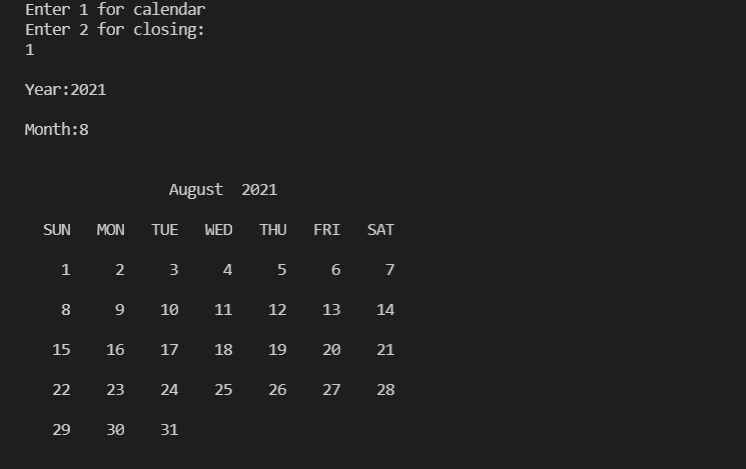 Enter 1 for calendar
Enter 2 for closing:
1
Year:2021
Month:8
August  2021
SUN   MON   TUE   WED   THU   FRI   SAT
1     2     3     4     5     6     7
8     9    10    11    12    13    14
15    16    17    18    19    20    21
22    23    24    25    26    27    28
29    30    31